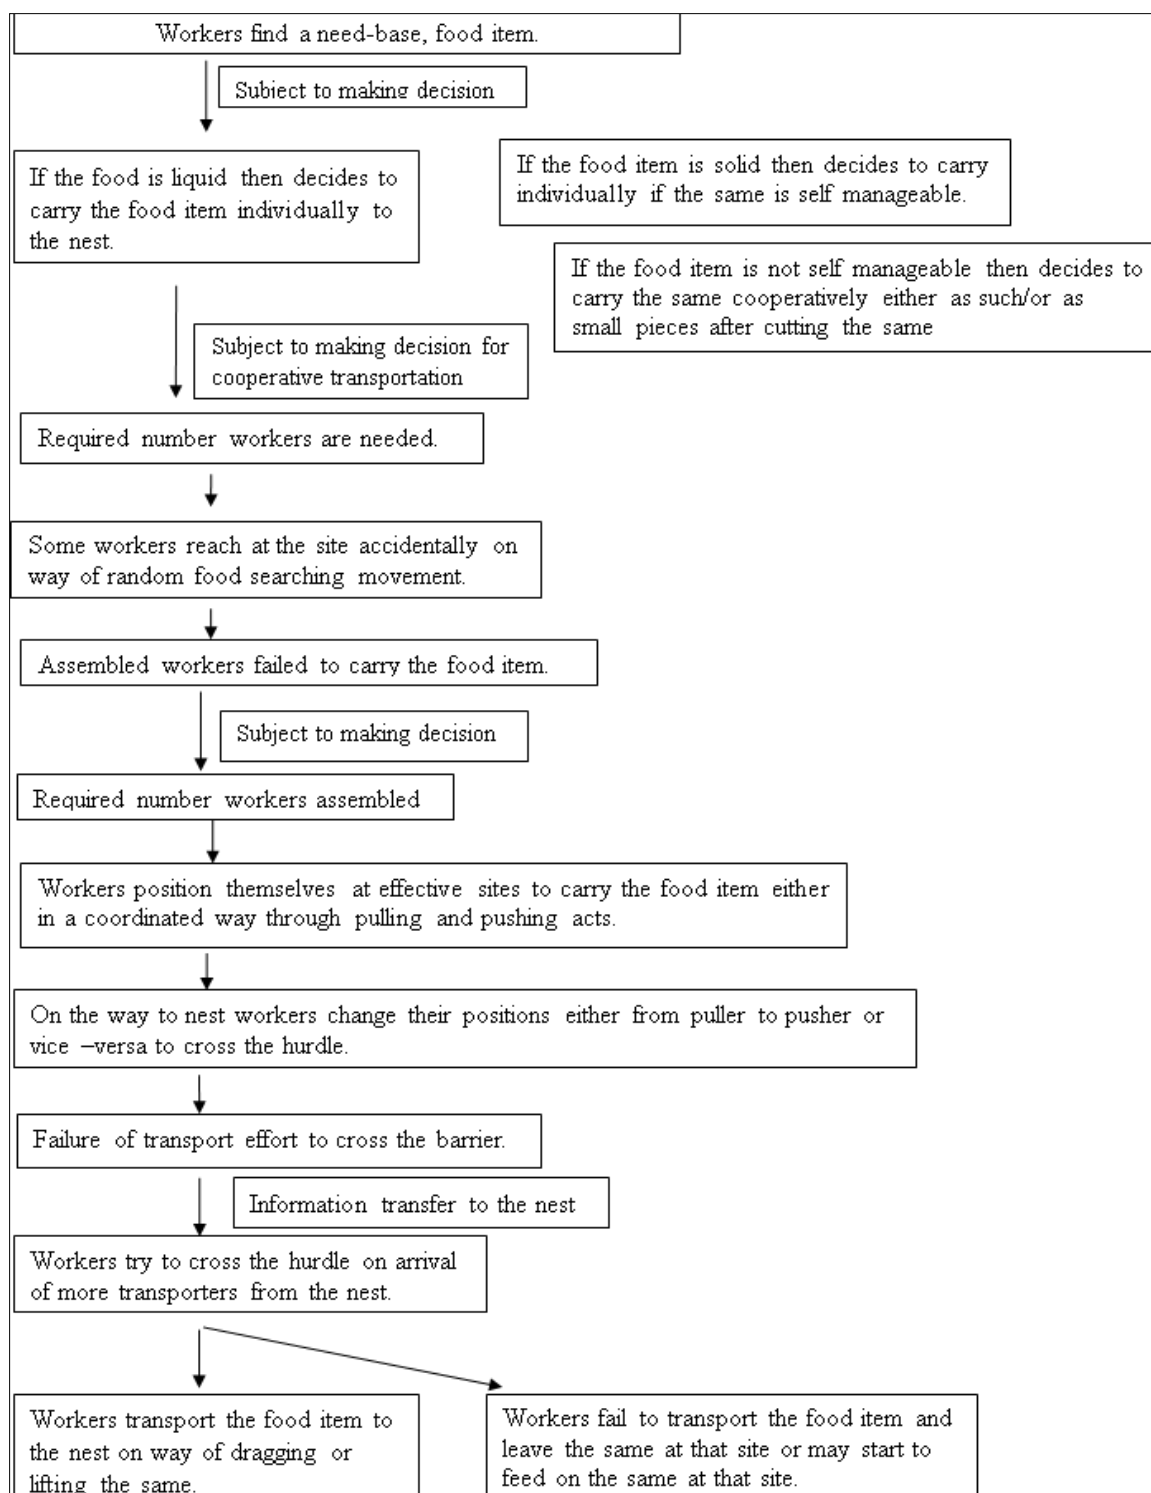 Workers find a need-base, food item.
Subject to making decision
If the food is liquid then decides to
carry the food item individually to
the nest.
If the food item is solid then decides to carry
individually if the same is self manageable.
If the food item is not self manageable then decides to
carry the same cooperatively either as such/or as
small pieces after cutting the same
Subject to making decision for
cooperative transportation
Required number workers are needed.
Some workers reach at the site accidentally on
way of random food searching movement.
Assembled workers failed to carry the food item.
Subject to making decision
Required number workers assembled
Workers position themselves at effective sites to carry the food item either
in a coordinated way through pulling and pushing acts.
On the way to nest workers change their positions either from puller to pusher or
vice –versa to cross the hurdle.
Failure of transport effort to cross the barrier.
Information transfer to the nest
Workers try to cross the hurdle on arrival
of more transporters from the nest.
Workers transport the food item to
the nest on way of dragging or
lifting the same.
Workers fail to transport the food item and
leave the same at that site or may start to
feed on the same at that site.